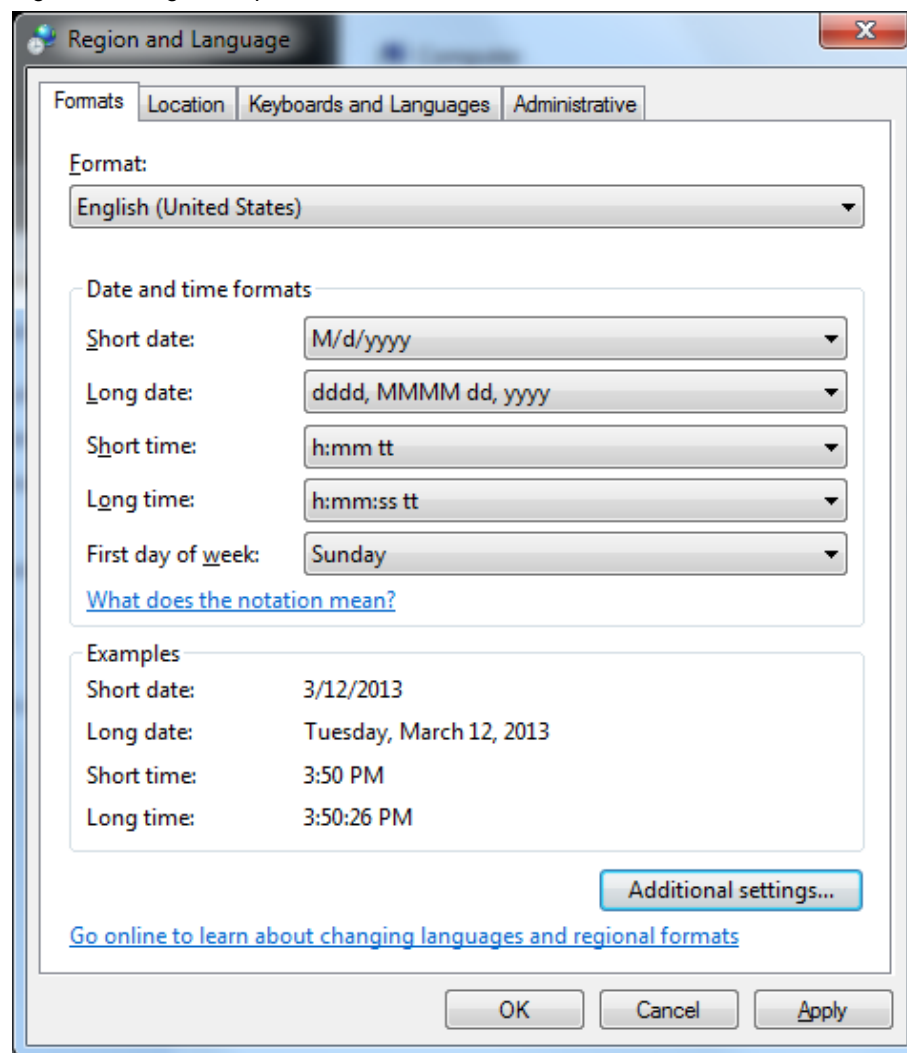 Region and Language
Computer
Formats Location Keyboards and Languages Administrative
Format:
English (United States)
Date and time formats
Short date: M/d/yyyy
Long date: dddd, MMMM dd, yyyy
Short time: h:mm tt
Long time: h:mm:ss tt
First day of week: Sunday
What does the notation mean?
Examples
Short date: 3/12/2013
Long date: Tuesday, March 12, 2013
Short time: 3:50 PM
Long time: 3:50:26 PM
Additional settings...
Go online to learn about changing languages and regional formats
OK Cancel Apply